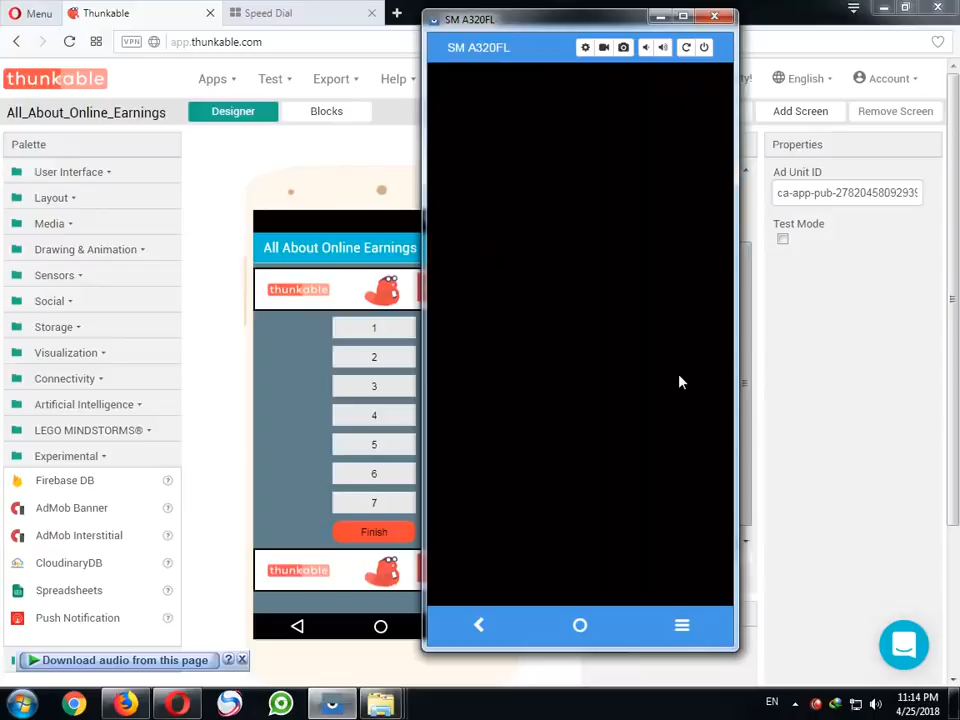 Menu
Thunkable
Speed Dial
SM A320FL
VPN
app.thunkable.com
SM A320FL
thunkable
Apps
Test
Export
Help
English
Account
All_About_Online_Earnings
Designer
Blocks
Add Screen
Remove Screen
Palette
Properties
User Interface
Layout
Media
Drawing & Animation
Sensors
Social
Storage
Visualization
Connectivity
Artificial Intelligence
LEGO MINDSTORMS®
Experimental
Firebase DB
AdMob Banner
AdMob Interstitial
CloudinaryDB
Spreadsheets
Push Notification
Ad Unit ID
ca-app-pub-27820458092939
Test Mode
All About Online Earnings
thunkable
1
2
3
4
5
6
7
Finish
thunkable
Download audio from this page
EN
11:14 PM
4/25/2018